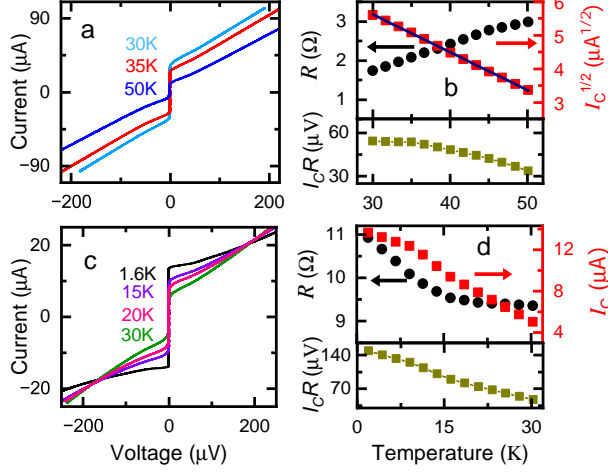 90
0
−90
Current (μA)
a
30K
35K
50K
−200
0
200
3
2
1
R (Ω)
b
6
5
4
3
I_C^1/2 (μA^1/2)
60
30
I_C R (μV)
30
40
50
20
0
−20
Current (μA)
c
1.6K
15K
20K
30K
−200
0
200
Voltage (μV)
11
10
9
R (Ω)
d
12
8
4
I_C (μA)
140
70
I_C R (μV)
0
10
20
30
Temperature (K)